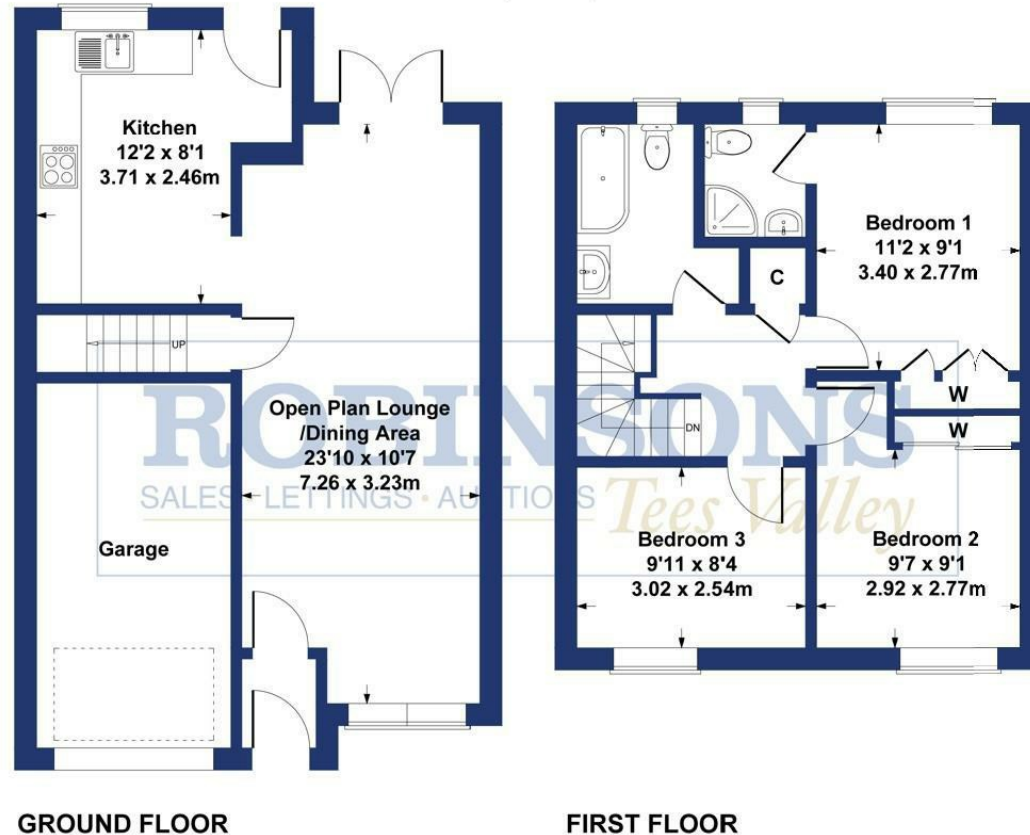 Kitchen
12'2 x 8'1
3.71 x 2.46m
UP
Open Plan Lounge
/Dining Area
23'10 x 10'7
7.26 x 3.23m
Garage
GROUND FLOOR
C
Bedroom 1
11'2 x 9'1
3.40 x 2.77m
W
W
DN
Bedroom 3
9'11 x 8'4
3.02 x 2.54m
Bedroom 2
9'7 x 9'1
2.92 x 2.77m
FIRST FLOOR
ROBINSONS
SALES · LETTINGS · AUCTIONS
Tees Valley